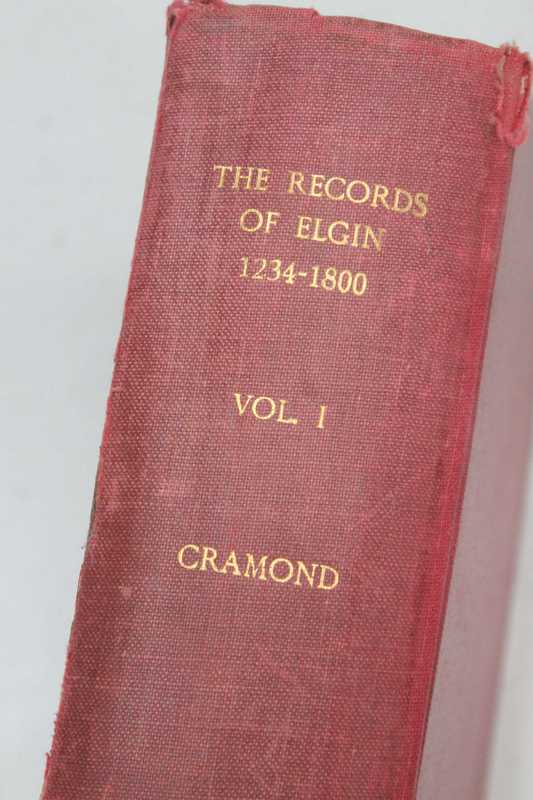 THE RECORDS
OF ELGIN
1234-1800
VOL. I
CRAMOND